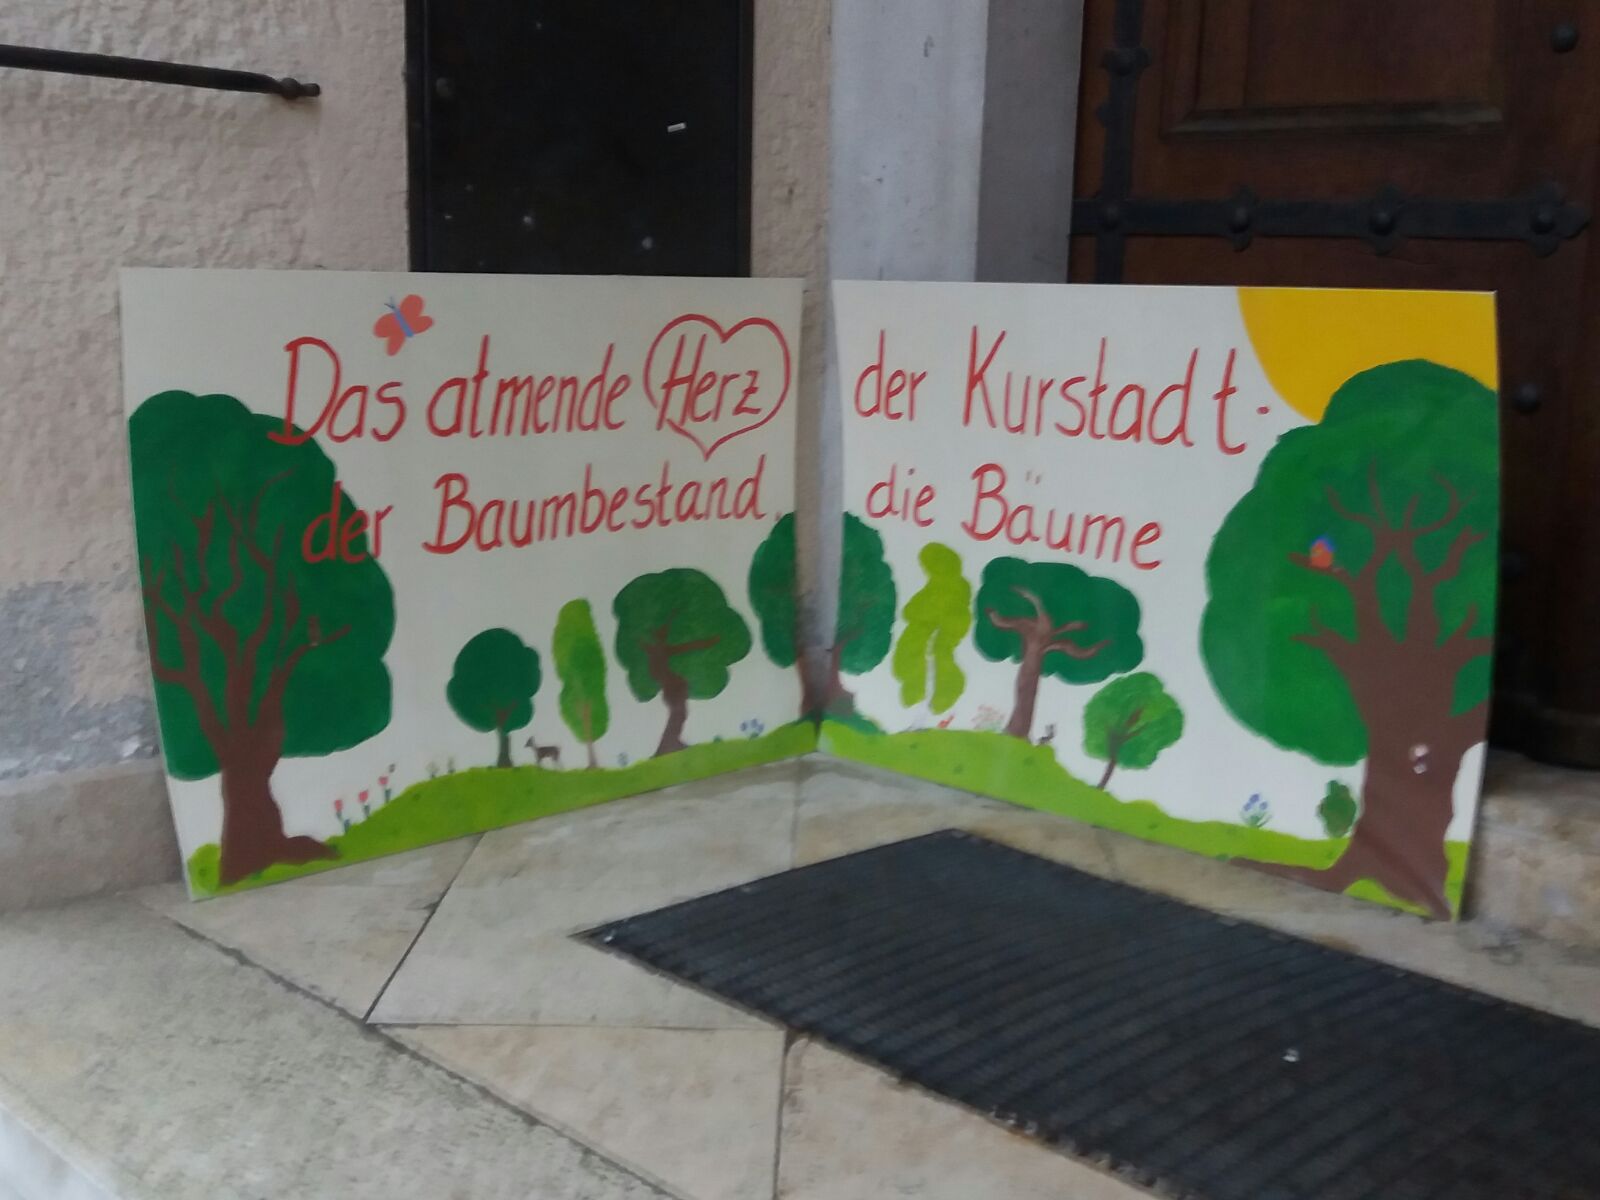 Das atmende Herz der Kurstadt -
der Baumbestand. die Bäume